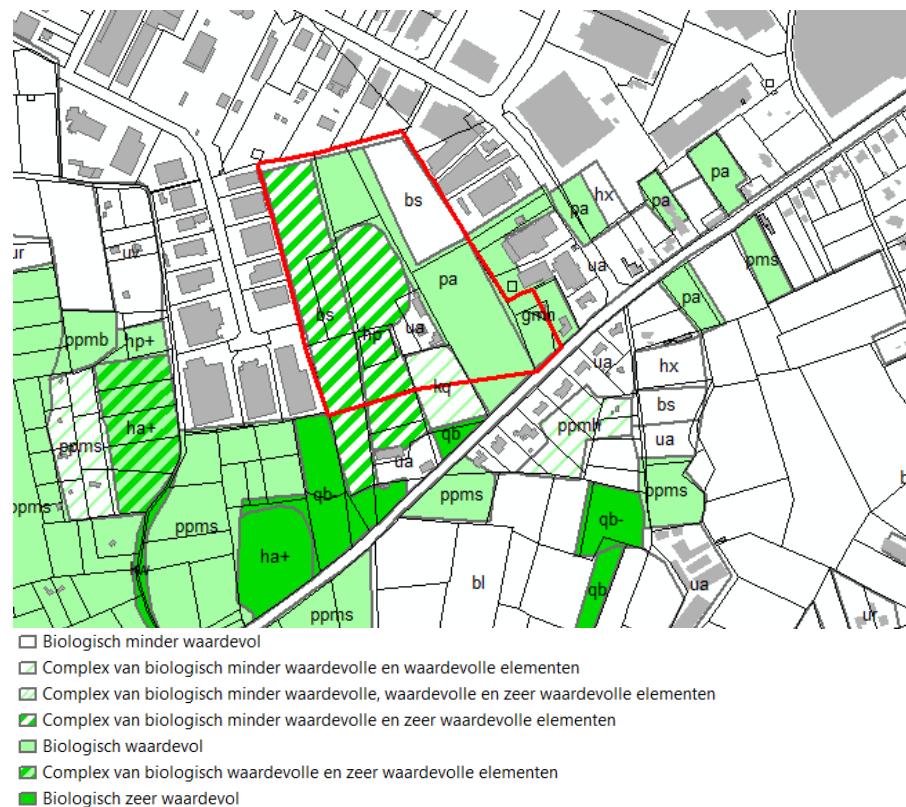 bs
pa
hx
pa
pa
ur
uv
ua
pms
pa
pa
gmh
bs
hp
ua
ppmb
hp+
kq
ua
hx
bs
ppms
ha+
qb
ppmh
ua
ua
ppms
ppms
qb-
ppms
ppms
qb-
ha+
bl
qb
ua
ppms
ur
Biologisch minder waardevol
Complex van biologisch minder waardevolle en waardevolle elementen
Complex van biologisch minder waardevolle, waardevolle en zeer waardevolle elementen
Complex van biologisch minder waardevolle en zeer waardevolle elementen
Biologisch waardevol
Complex van biologisch waardevolle en zeer waardevolle elementen
Biologisch zeer waardevol